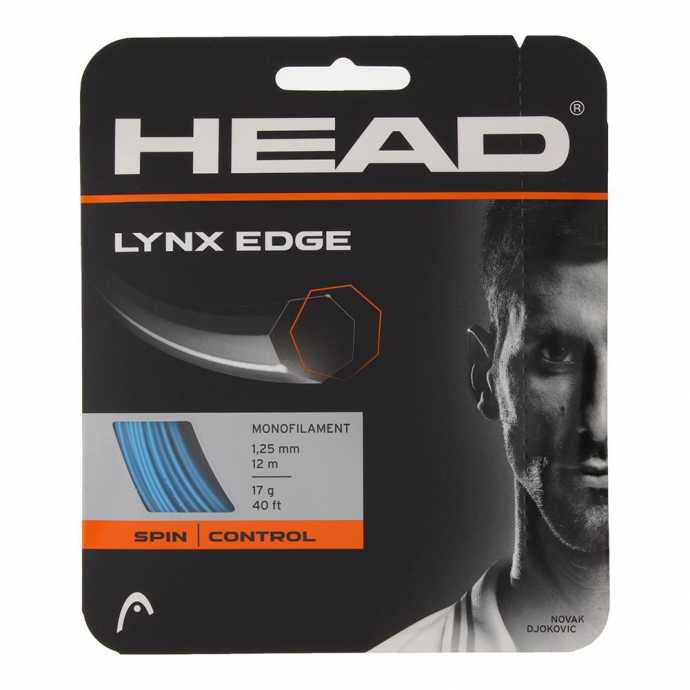 HEAD®
LYNX EDGE
MONOFILAMENT
1,25 mm
12 m
17 g
40 ft
SPIN | CONTROL
NOVAK
DJOKOVIC